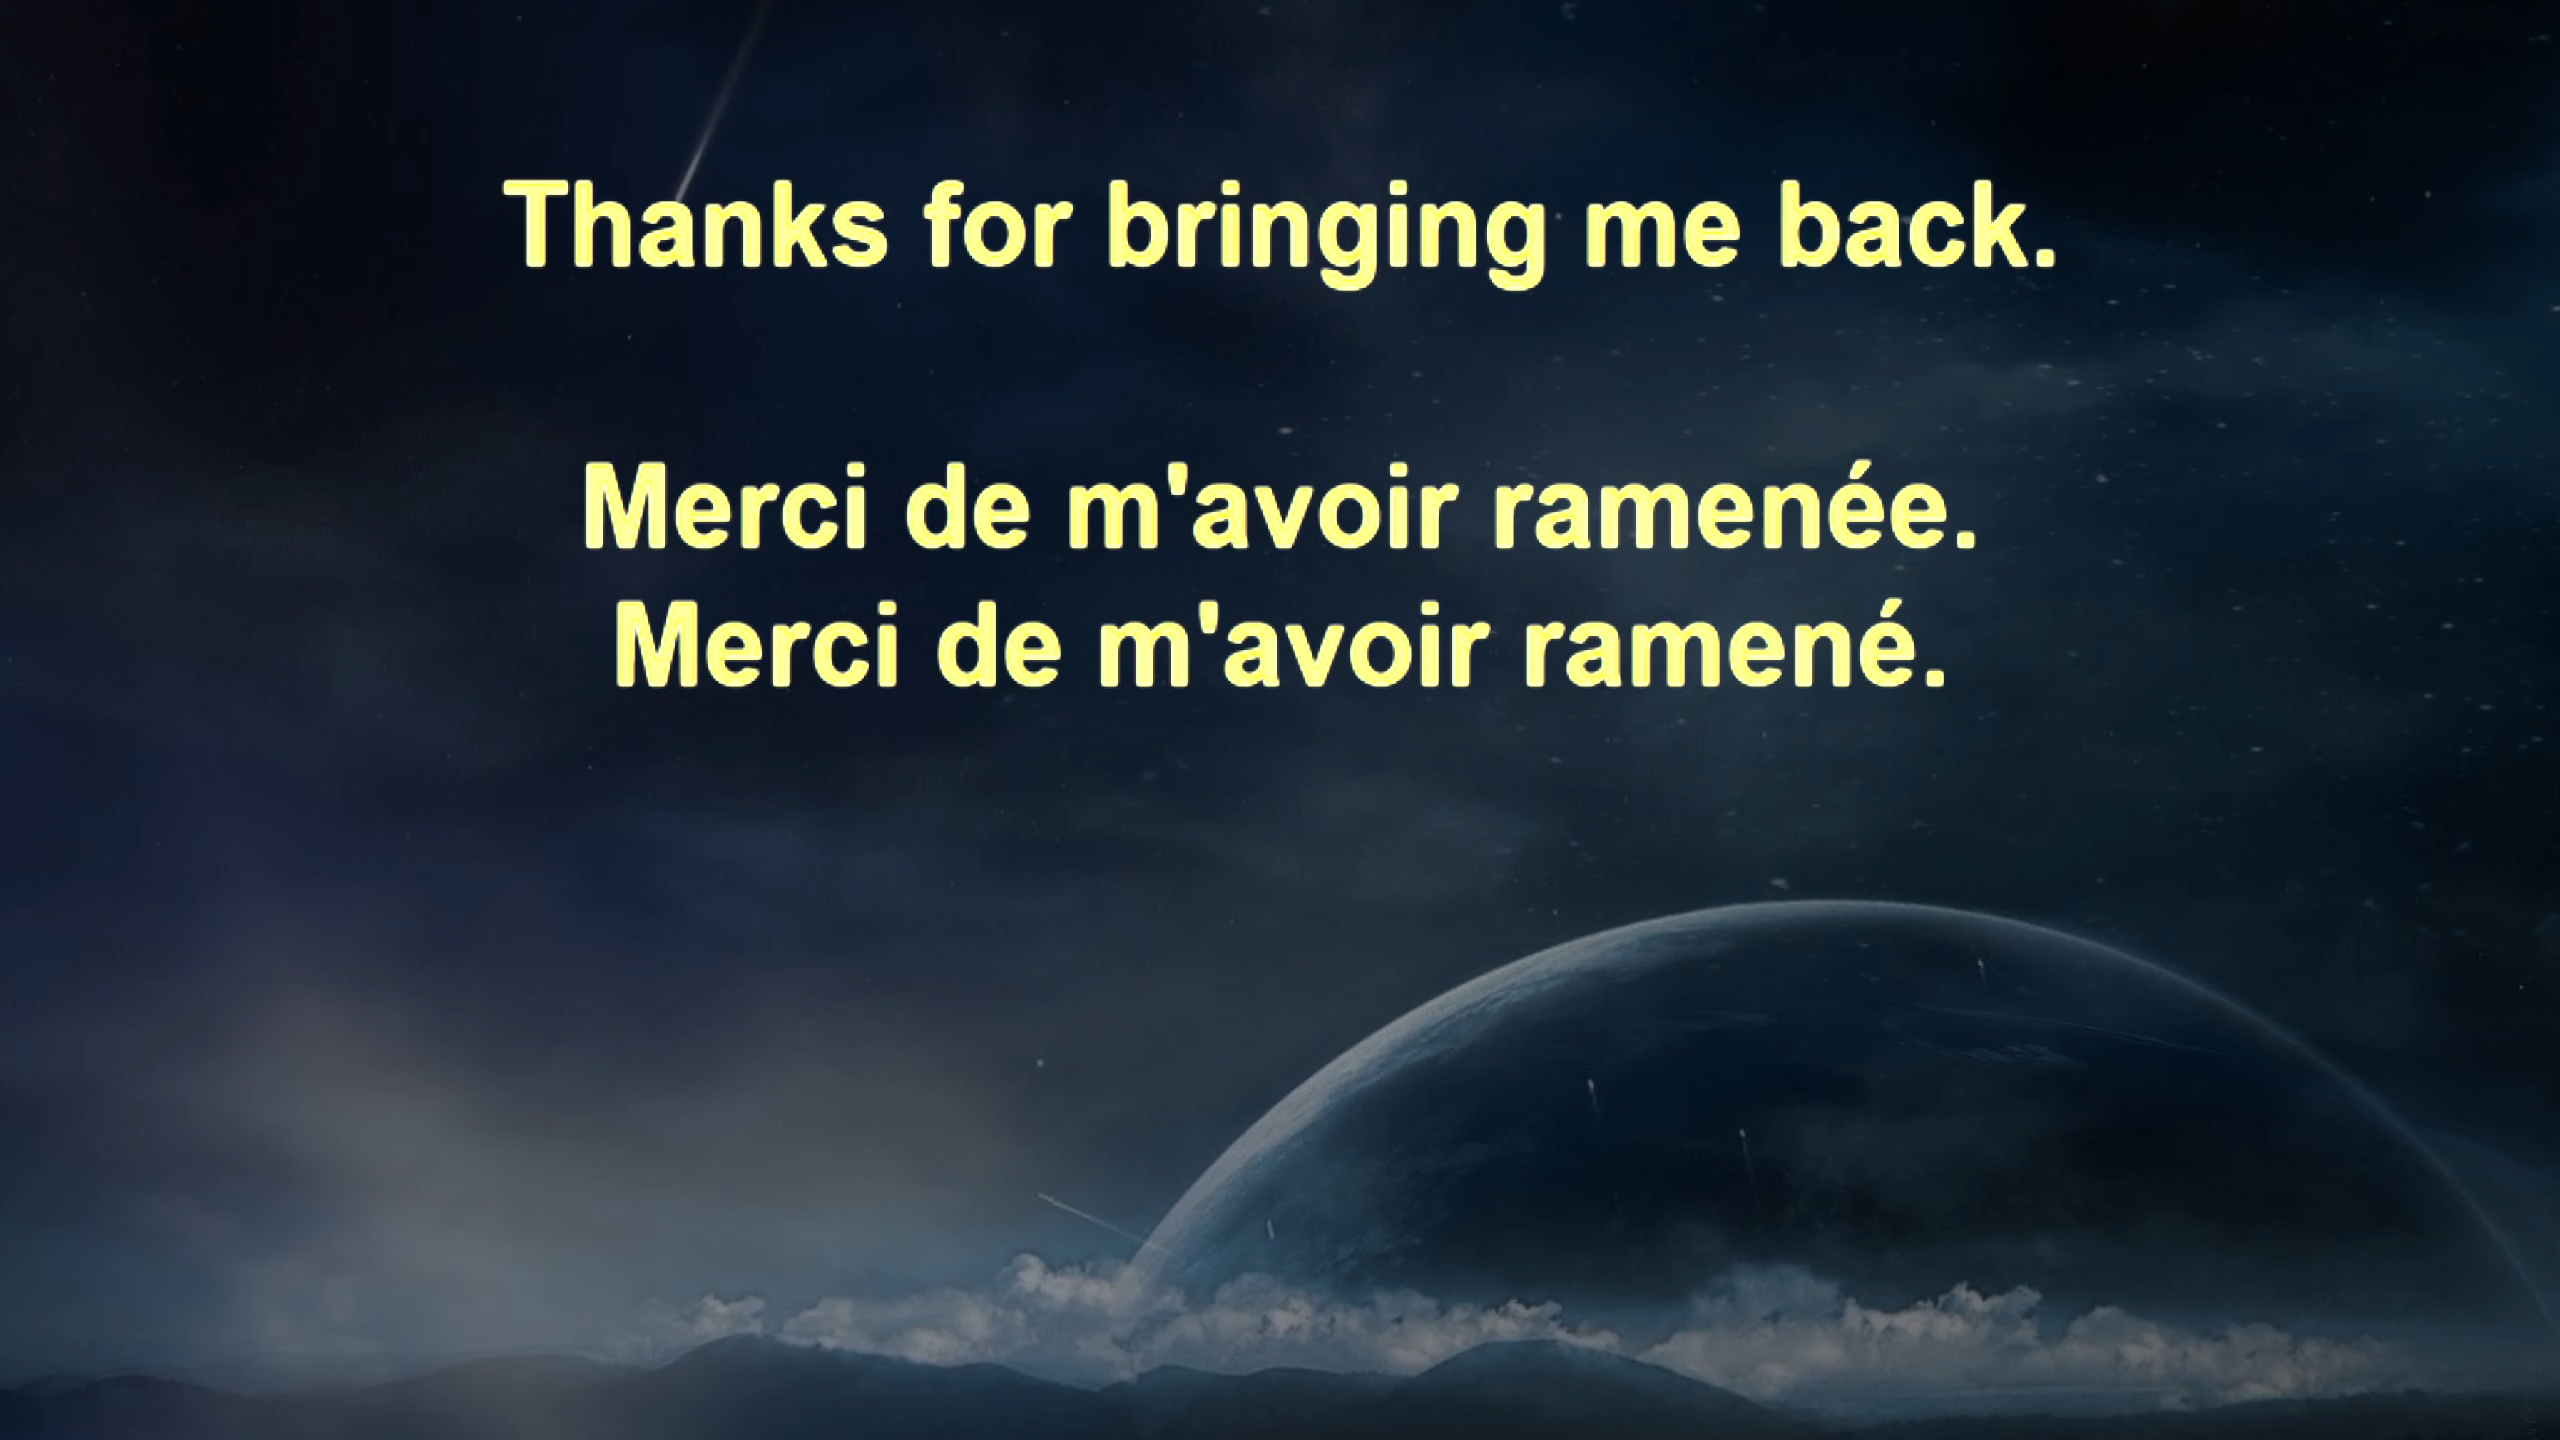 Thanks for bringing me back.
Merci de m'avoir ramenée.
Merci de m'avoir ramené.